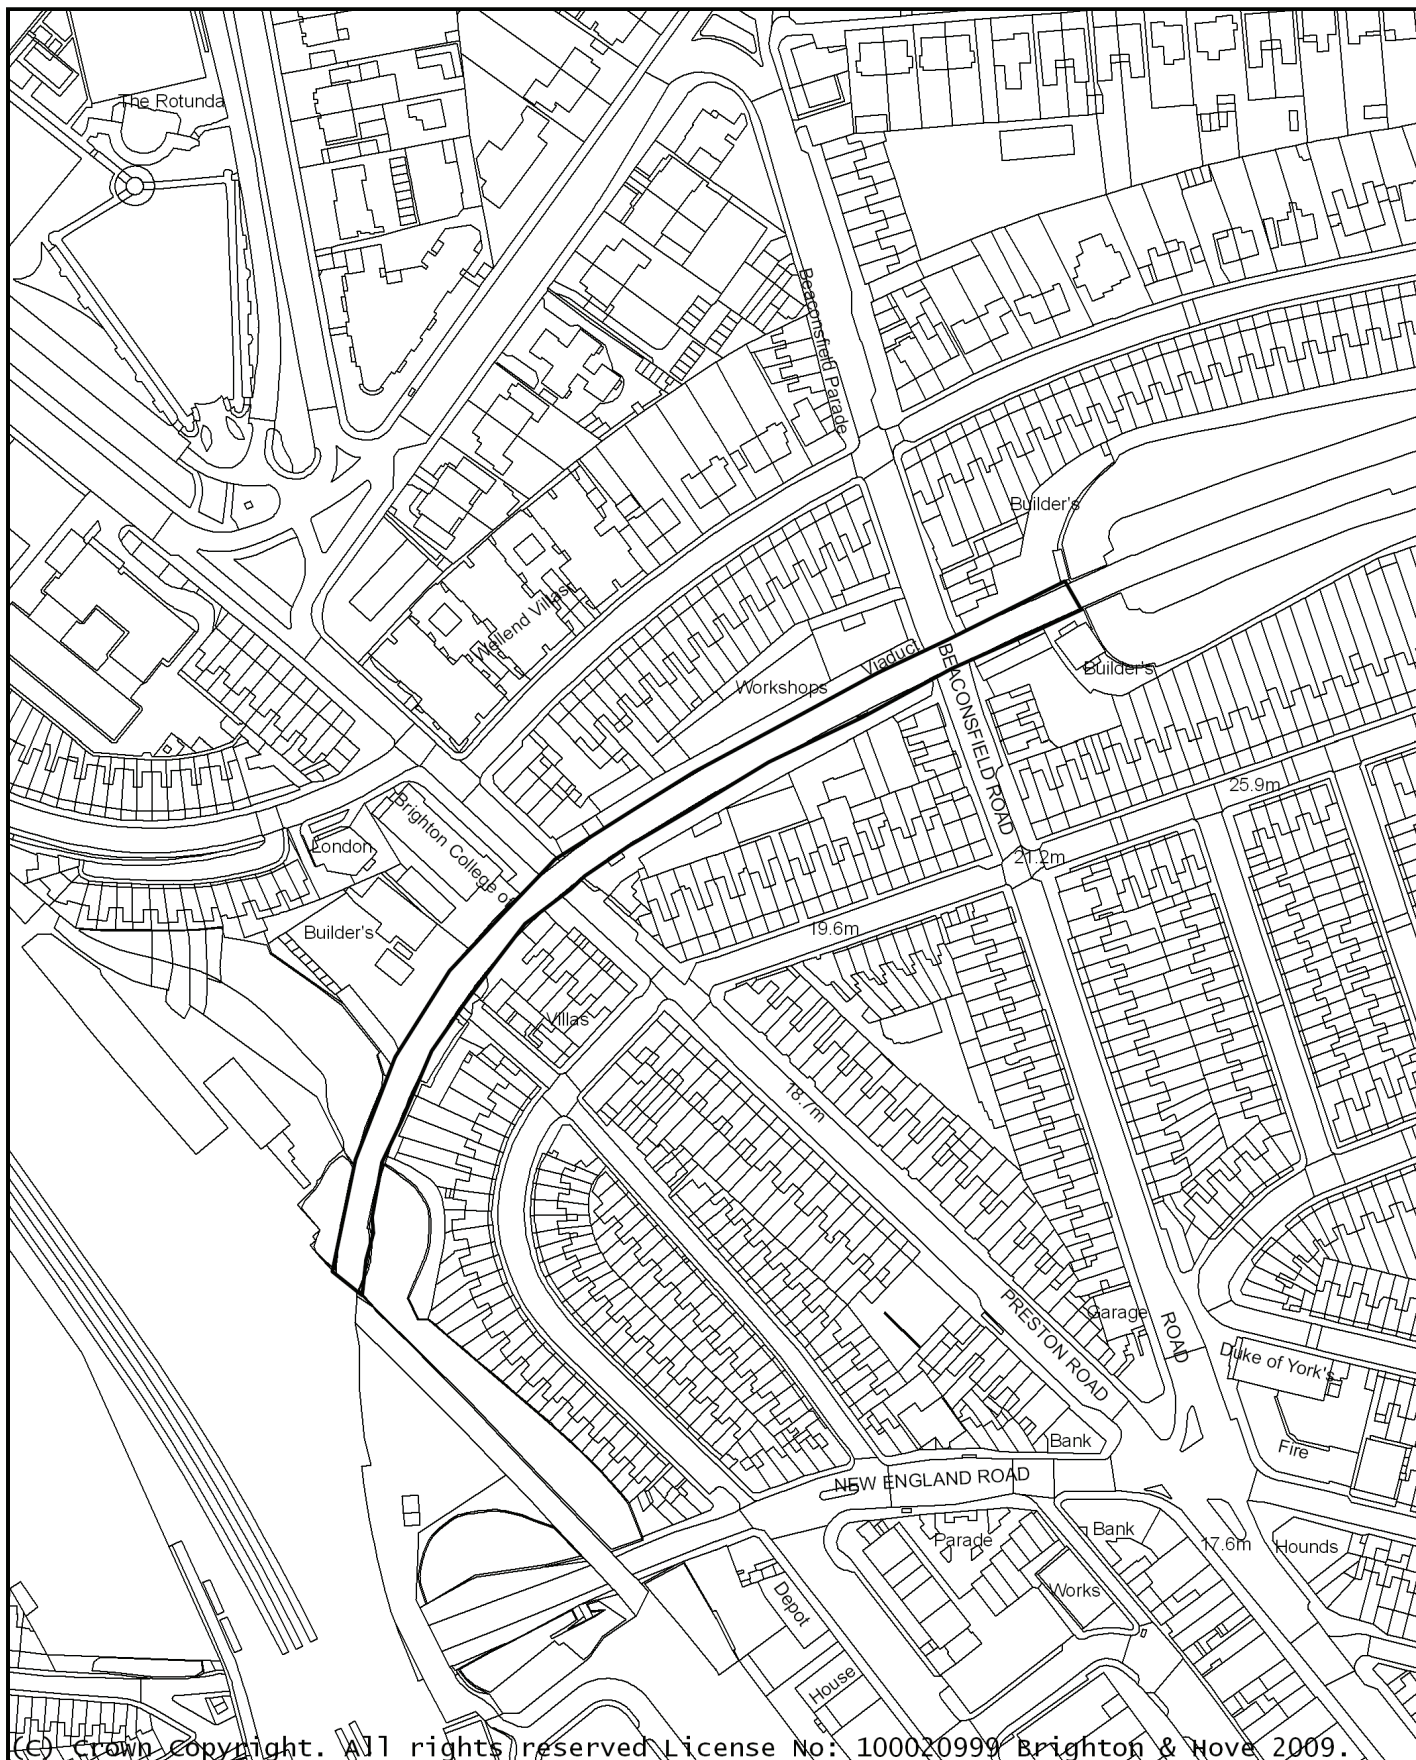 The Rotunda
Beaconsfield Parade
Builder's
Wellend Villas
Viaduct
Builder's
Workshops
BEACONSFIELD ROAD
25.9m
Brighton College of
London
21.2m
Builder's
19.6m
Villas
18.7m
PRESTON ROAD
Garage
ROAD
Duke of York's
Bank
Fire
NEW ENGLAND ROAD
Parade
Bank
17.6m
Hounds
Works
Depot
House
(C) Crown Copyright. All rights reserved License No: 100020999 Brighton & Hove 2009.